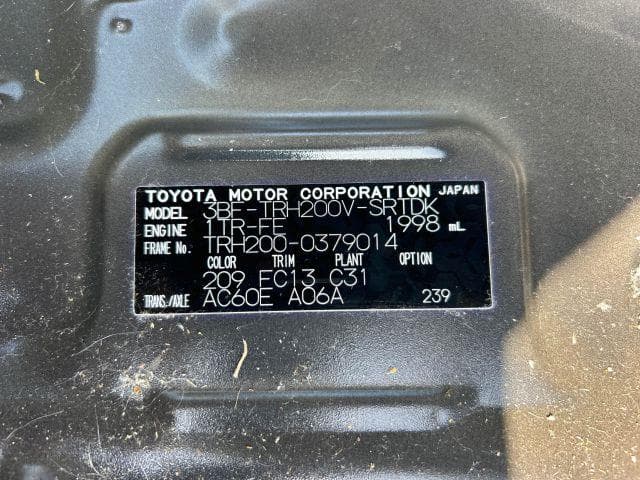 TOYOTA MOTOR CORPORATION JAPAN
MODEL 3BF-TRH200V-SRTDK
ENGINE 1TR-FE 1998 mL
FRAME No. TRH200-0379014
COLOR TRIM PLANT OPTION
209 FC13 C31
TRANS./AXLE AC60E A06A 239